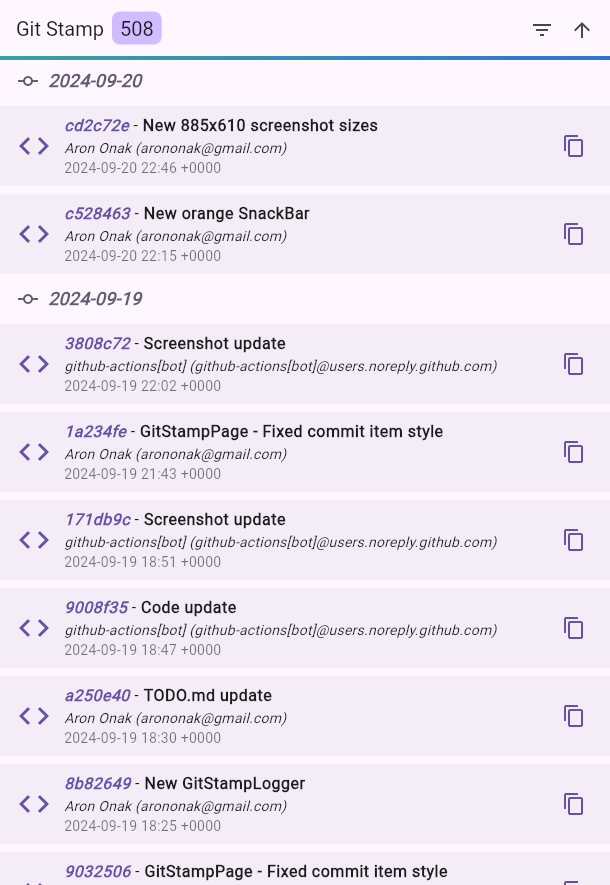 Git Stamp 508
2024-09-20
cd2c72e - New 885x610 screenshot sizes
Aron Onak (arononak@gmail.com)
2024-09-20 22:46 +0000
c528463 - New orange SnackBar
Aron Onak (arononak@gmail.com)
2024-09-20 22:15 +0000
2024-09-19
3808c72 - Screenshot update
github-actions[bot] (github-actions[bot]@users.noreply.github.com)
2024-09-19 22:02 +0000
1a234fe - GitStampPage - Fixed commit item style
Aron Onak (arononak@gmail.com)
2024-09-19 21:43 +0000
171db9c - Screenshot update
github-actions[bot] (github-actions[bot]@users.noreply.github.com)
2024-09-19 18:51 +0000
9008f35 - Code update
github-actions[bot] (github-actions[bot]@users.noreply.github.com)
2024-09-19 18:47 +0000
a250e40 - TODO.md update
Aron Onak (arononak@gmail.com)
2024-09-19 18:30 +0000
8b82649 - New GitStampLogger
Aron Onak (arononak@gmail.com)
2024-09-19 18:25 +0000
9032506 - GitStampPage - Fixed commit item style